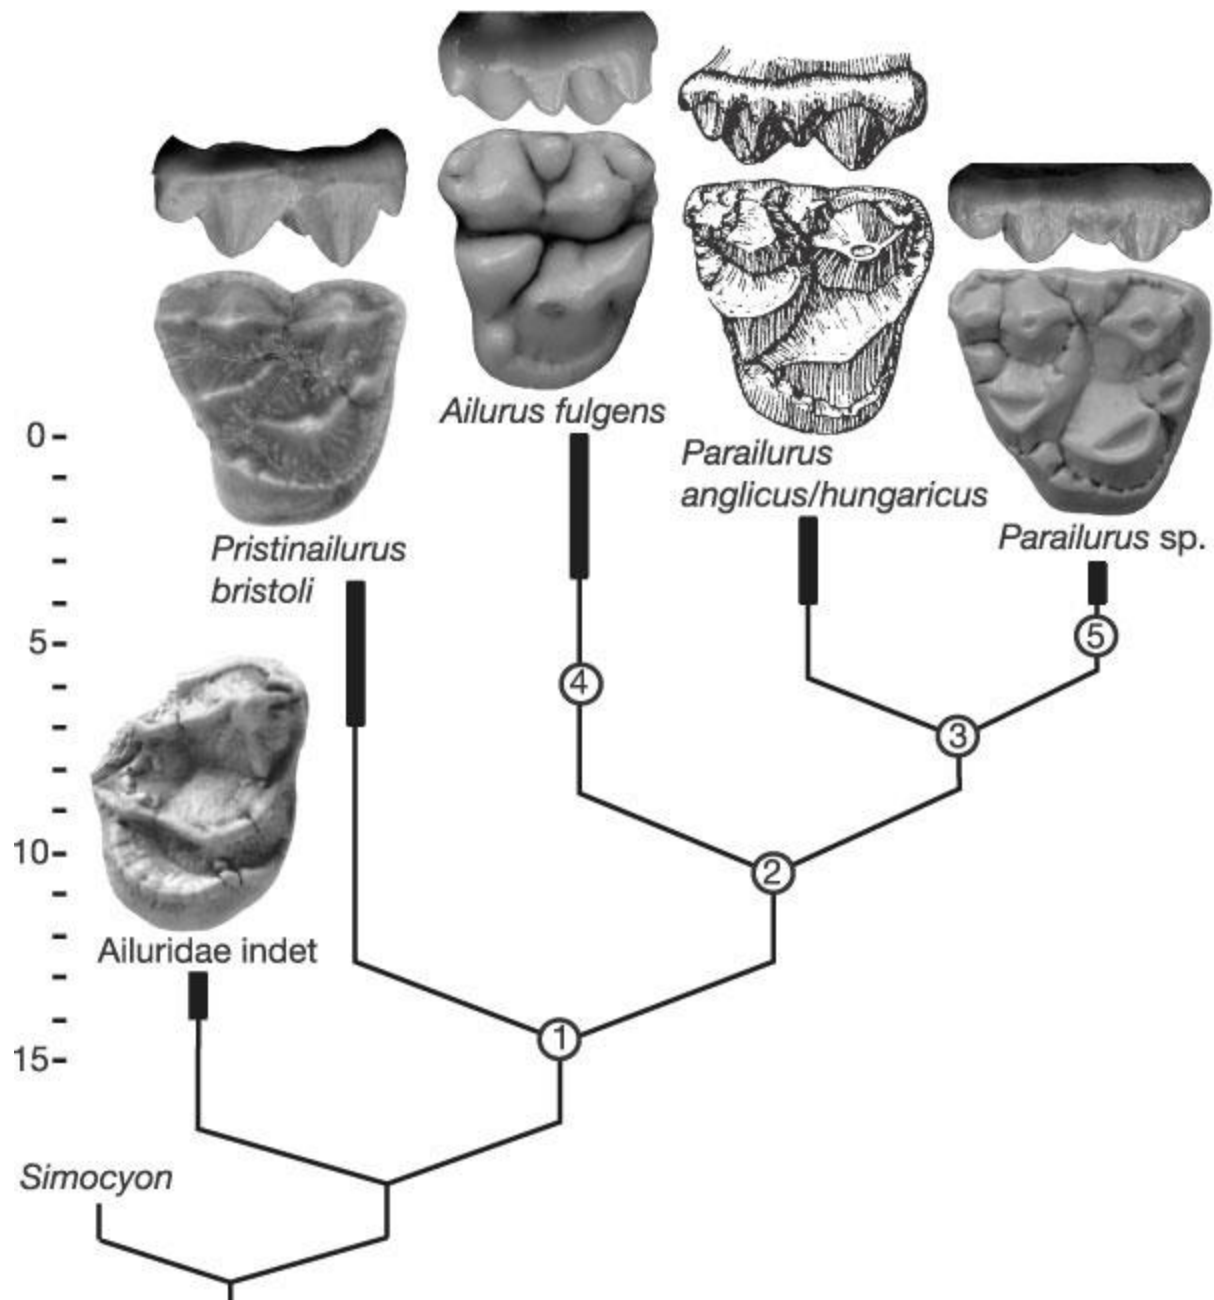 Ailurus fulgens
0
Parailurus
anglicus/hungaricus
Parailurus sp.
Pristinailurus
bristoli
5
5
4
3
10
2
Ailuridae indet
1
15
Simocyon